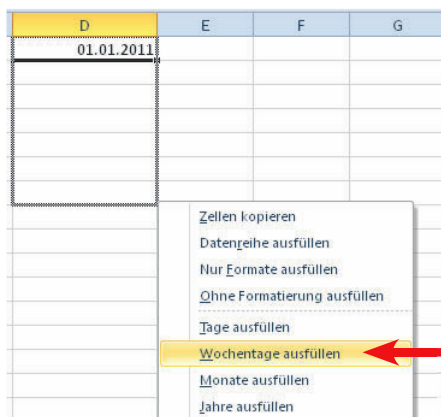 D E F G
01.01.2011
Zellen kopieren
Datenreihe ausfüllen
Nur Formate ausfüllen
Ohne Formatierung ausfüllen
Tage ausfüllen
Wochentage ausfüllen
Monate ausfüllen
Jahre ausfüllen